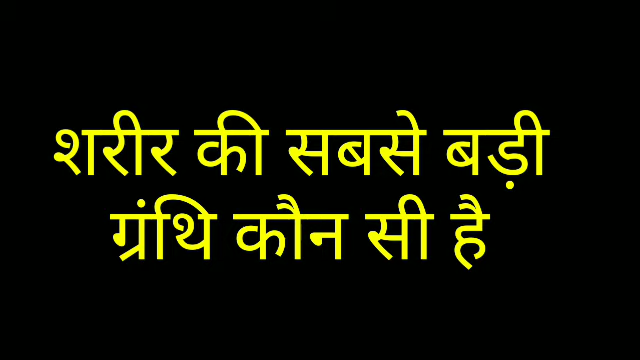 शरीर की सबसे बड़ी
ग्रंथि कौन सी है